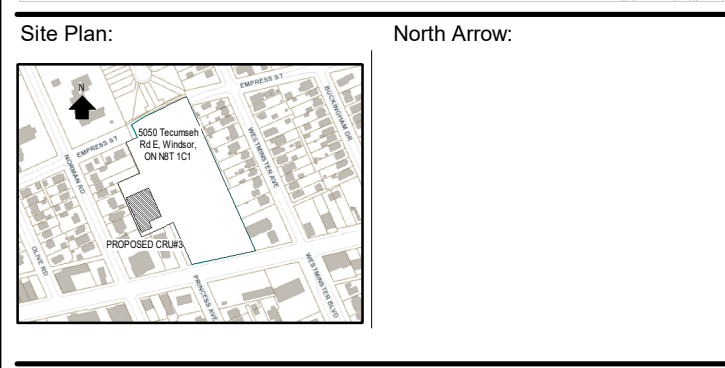 Site Plan:
North Arrow:
N
EMPRESS ST
BUCKINGHAM DR
5050 Tecumseh
Rd E, Windsor,
ON N8T 1C1
EMPRESS ST
WESTMINSTER AVE
NORMAN RD
PROPOSED CRU#3
OLIVE RD
PRINCESS AVE
WESTMINSTER BLVD